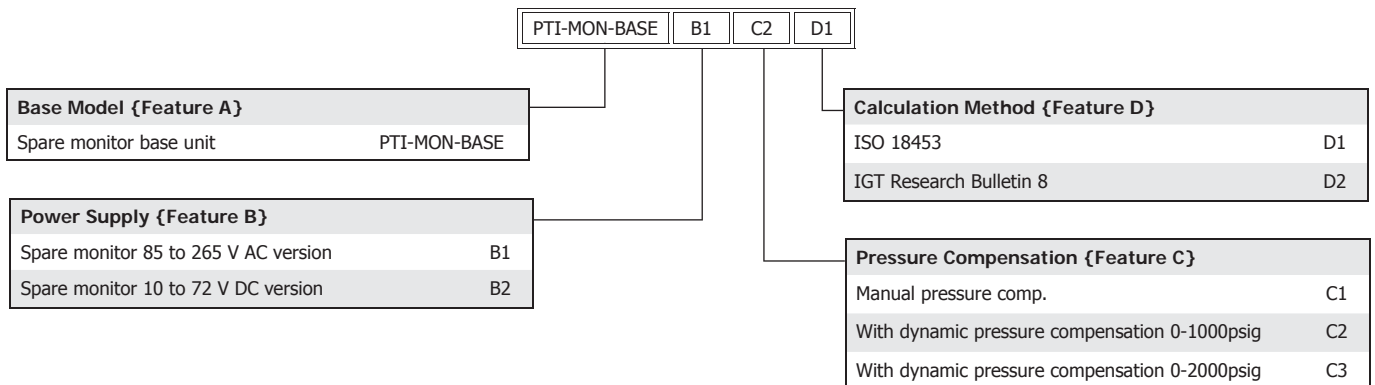 PTI-MON-BASE B1 C2 D1
Base Model {Feature A}
Spare monitor base unit PTI-MON-BASE
Power Supply {Feature B}
Spare monitor 85 to 265 V AC version B1
Spare monitor 10 to 72 V DC version B2
Calculation Method {Feature D}
ISO 18453 D1
IGT Research Bulletin 8 D2
Pressure Compensation {Feature C}
Manual pressure comp. C1
With dynamic pressure compensation 0-1000psig C2
With dynamic pressure compensation 0-2000psig C3